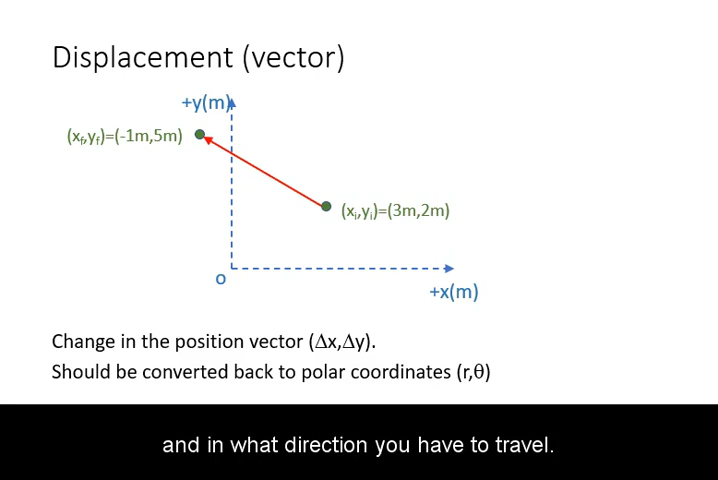 Displacement (vector)
+y(m)
(xf,yf)=(-1m,5m)
(xi,yi)=(3m,2m)
o
+x(m)
Change in the position vector (Δx,Δy).
Should be converted back to polar coordinates (r,θ)
and in what direction you have to travel.